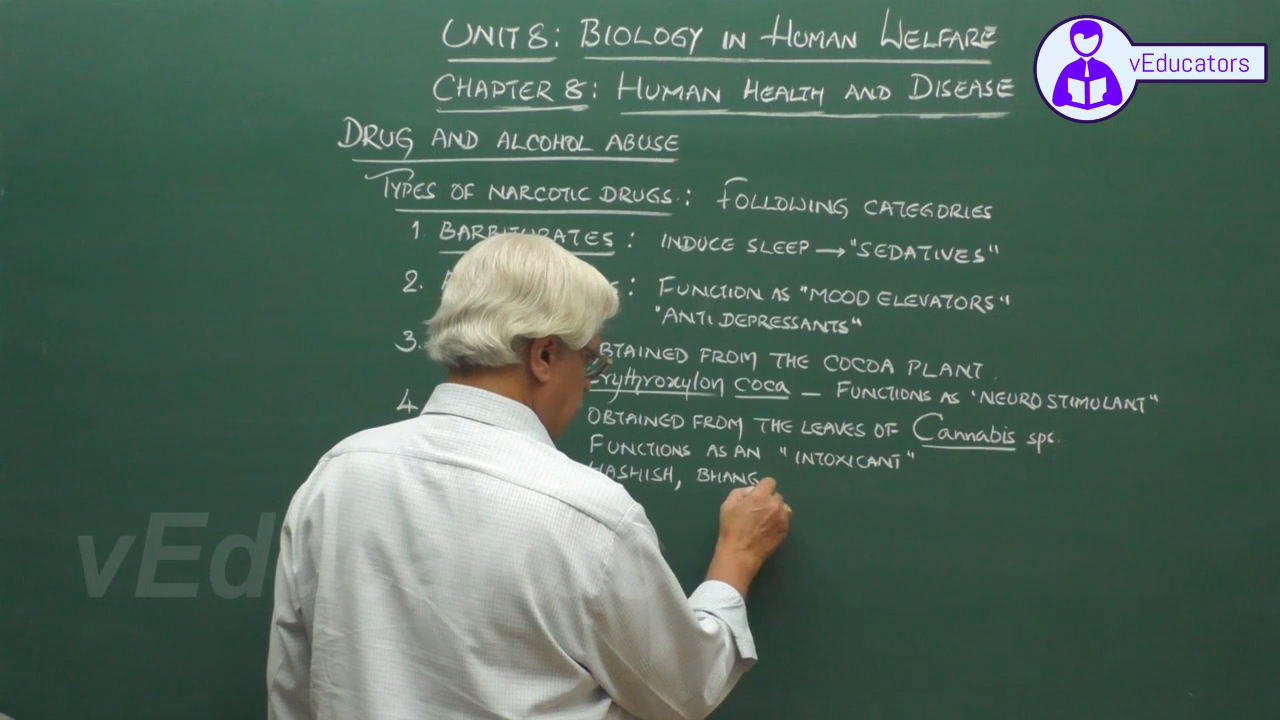 UNIT 8: BIOLOGY IN HUMAN WELFARE
CHAPTER 8: HUMAN HEALTH AND DISEASE
vEducators
DRUG AND ALCOHOL ABUSE
TYPES OF NARCOTIC DRUGS: FOLLOWING CATEGORIES
1. BARBITURATES: INDUCE SLEEP → "SEDATIVES"
2. : FUNCTION AS "MOOD ELEVATORS"
"ANTI DEPRESSANTS"
3. OBTAINED FROM THE COCOA PLANT.
Erythroxylon coca — FUNCTIONS AS "NEUROSTIMULANT"
4. OBTAINED FROM THE LEAVES OF Cannabis sps.
FUNCTIONS AS AN "INTOXICANT"
HASHISH, BHANG